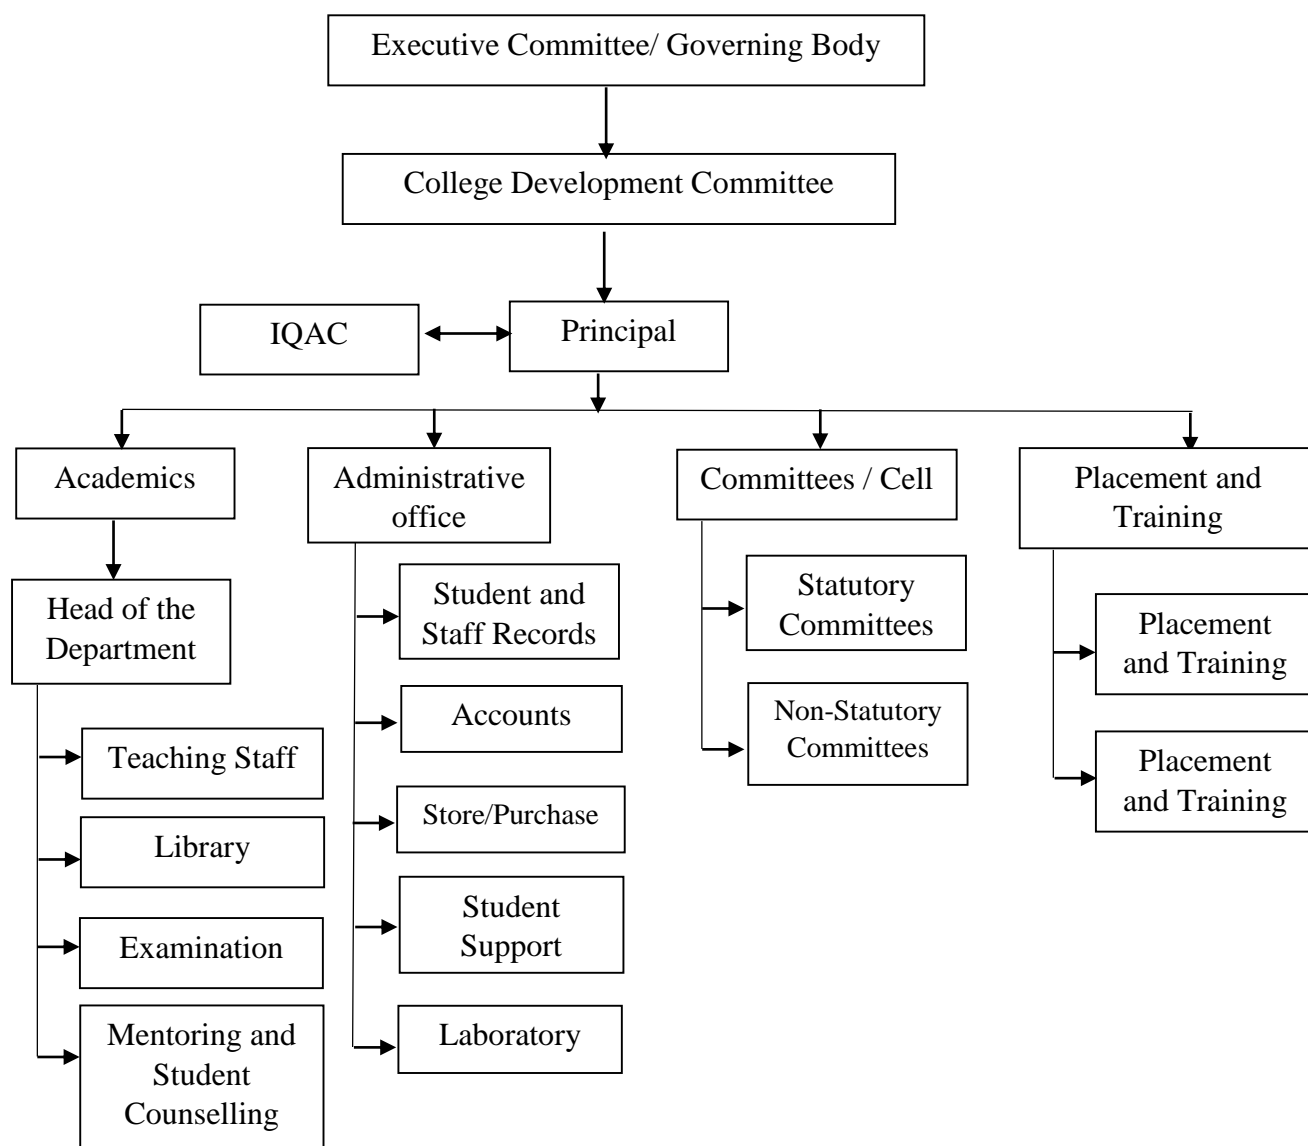 Executive Committee/ Governing Body
College Development Committee
IQAC
Principal
Academics
Administrative
office
Committees / Cell
Placement and
Training
Head of the
Department
Student and
Staff Records
Statutory
Committees
Placement
and Training
Accounts
Non-Statutory
Committees
Teaching Staff
Placement
and Training
Store/Purchase
Library
Student
Support
Examination
Laboratory
Mentoring and
Student
Counselling